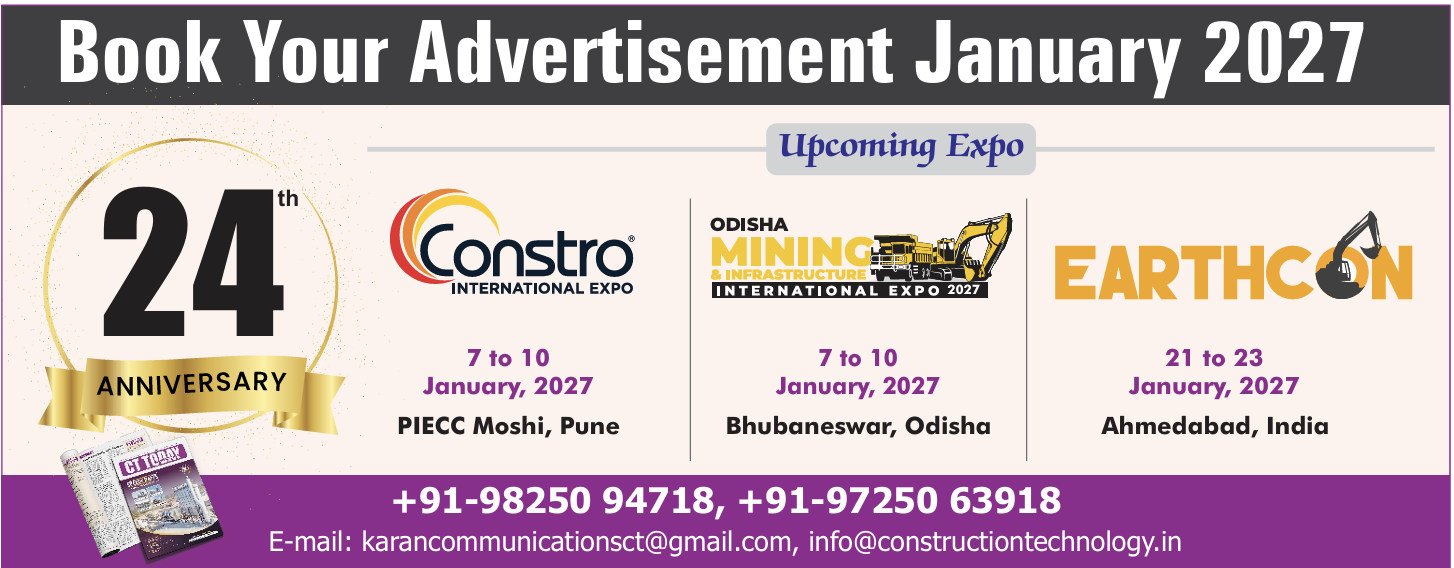 Book Your Advertisement January 2027
Upcoming Expo
24th
ANNIVERSARY
Constro®
INTERNATIONAL EXPO
7 to 10
January, 2027
PIECC Moshi, Pune
ODISHA
MINING
& INFRASTRUCTURE
INTERNATIONAL EXPO 2027
7 to 10
January, 2027
Bhubaneswar, Odisha
EARTHCON
21 to 23
January, 2027
Ahmedabad, India
CT TODAY
+91-98250 94718, +91-97250 63918
E-mail: karancommunicationsct@gmail.com, info@constructiontechnology.in